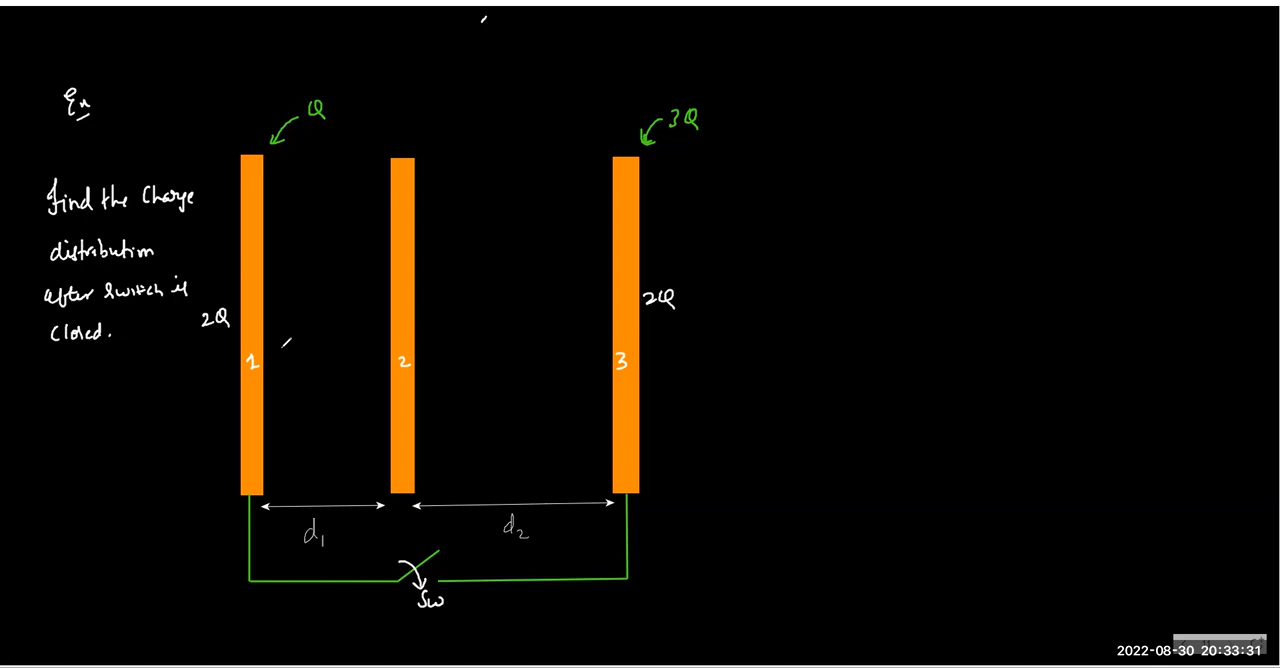 Ex
Q
3Q
find the charge
distribution
after switch is
closed.
2Q
2Q
1
2
3
d1
d2
Sw
2022-08-30 20:33:31